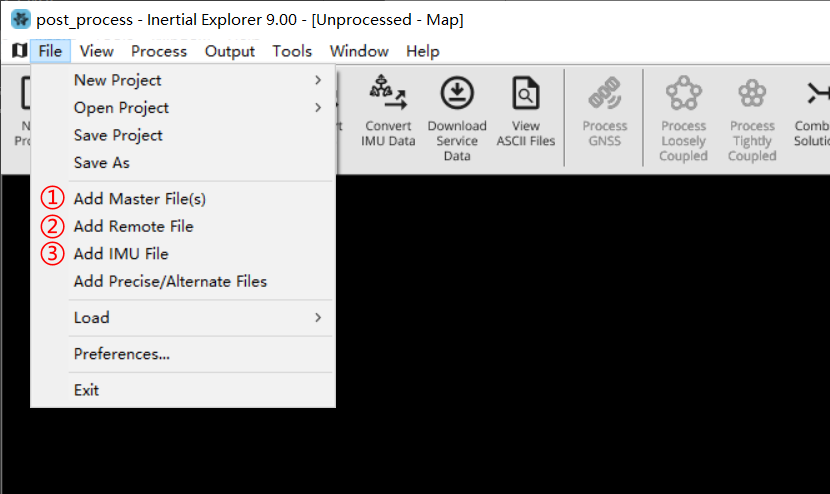 post_process - Inertial Explorer 9.00 - [Unprocessed - Map]
File View Process Output Tools Window Help
New Project
Open Project
Save Project
Save As
① Add Master File(s)
② Add Remote File
③ Add IMU File
Add Precise/Alternate Files
Load
Preferences...
Exit
Convert
IMU Data
Download
Service
Data
View
ASCII Files
Process
GNSS
Process
Loosely
Coupled
Process
Tightly
Coupled